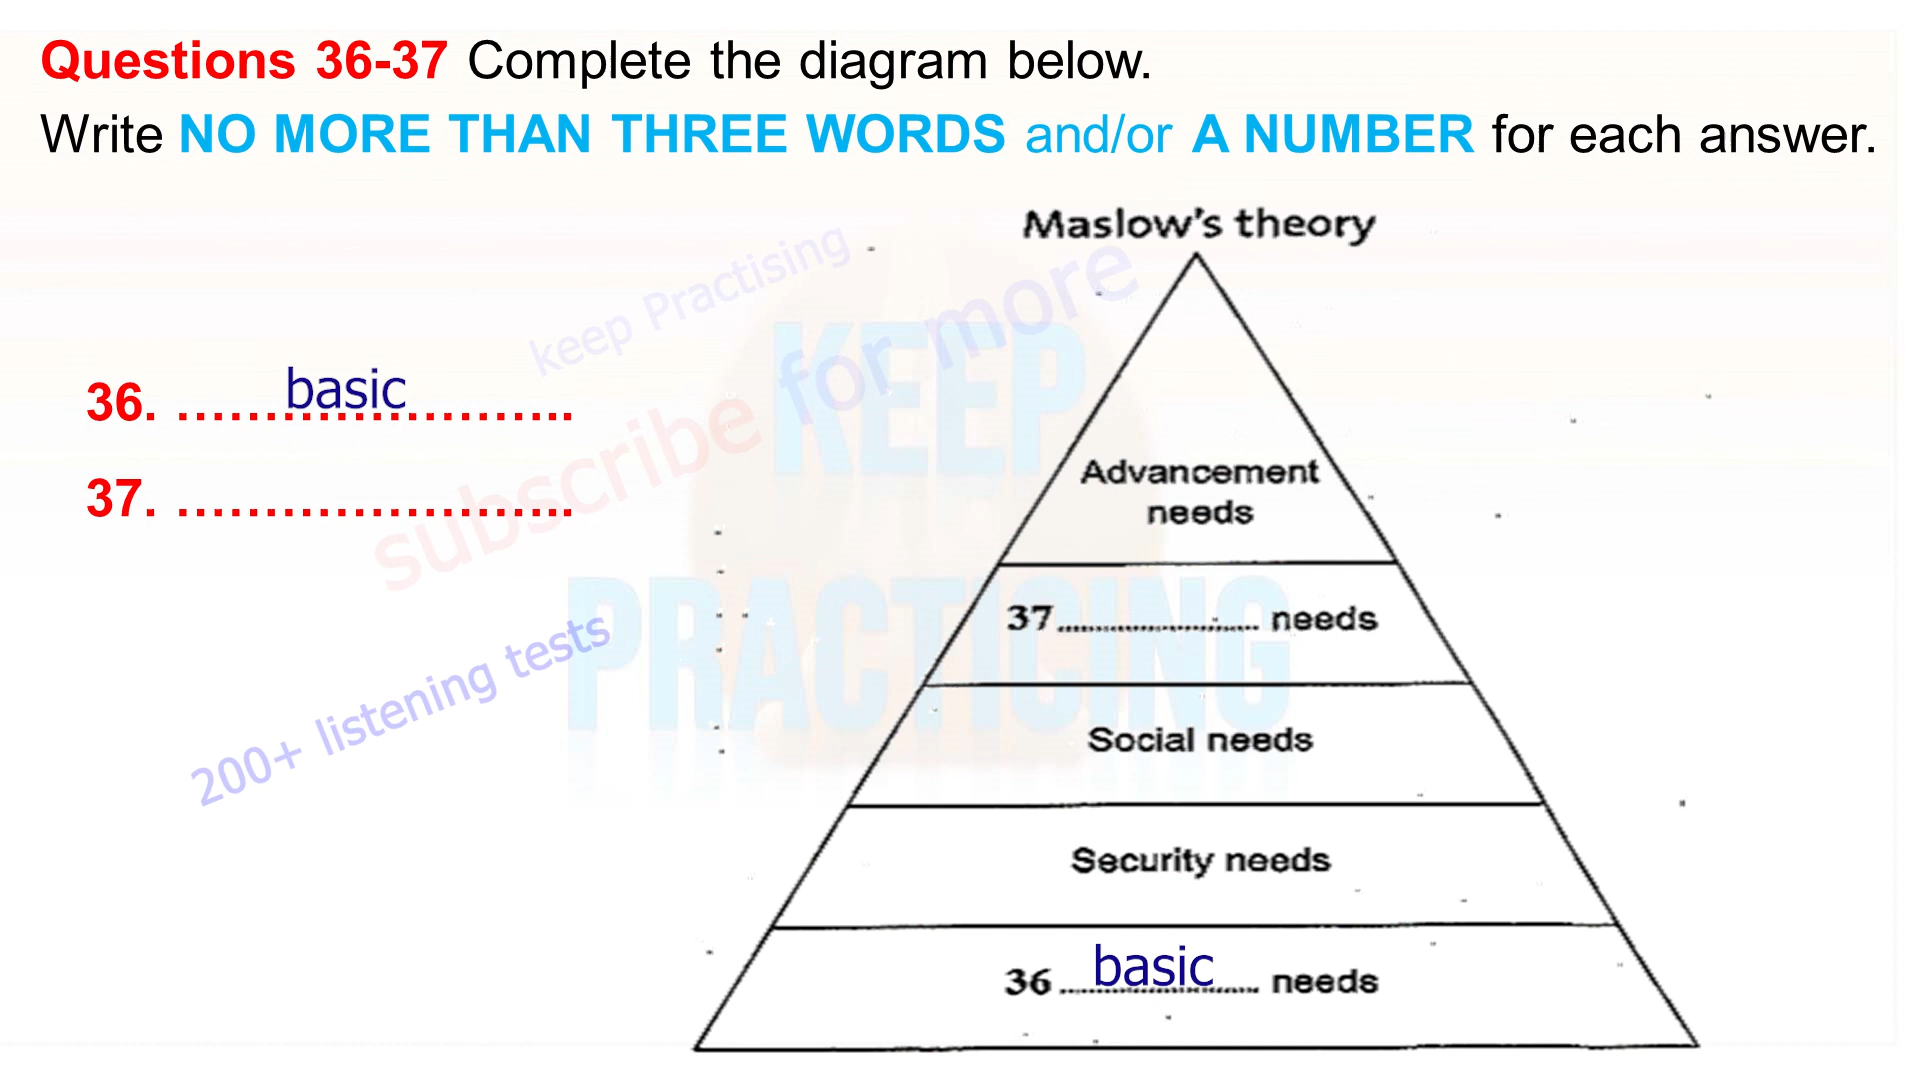 Questions 36-37 Complete the diagram below.
Write NO MORE THAN THREE WORDS and/or A NUMBER for each answer.
Maslow's theory
keep Practising
subscribe for more
KEEP
PRACTICING
200+ listening tests
36. ........................ basic
37. ........................
Advancement
needs
37........................ needs
Social needs
Security needs
36 ........basic........ needs